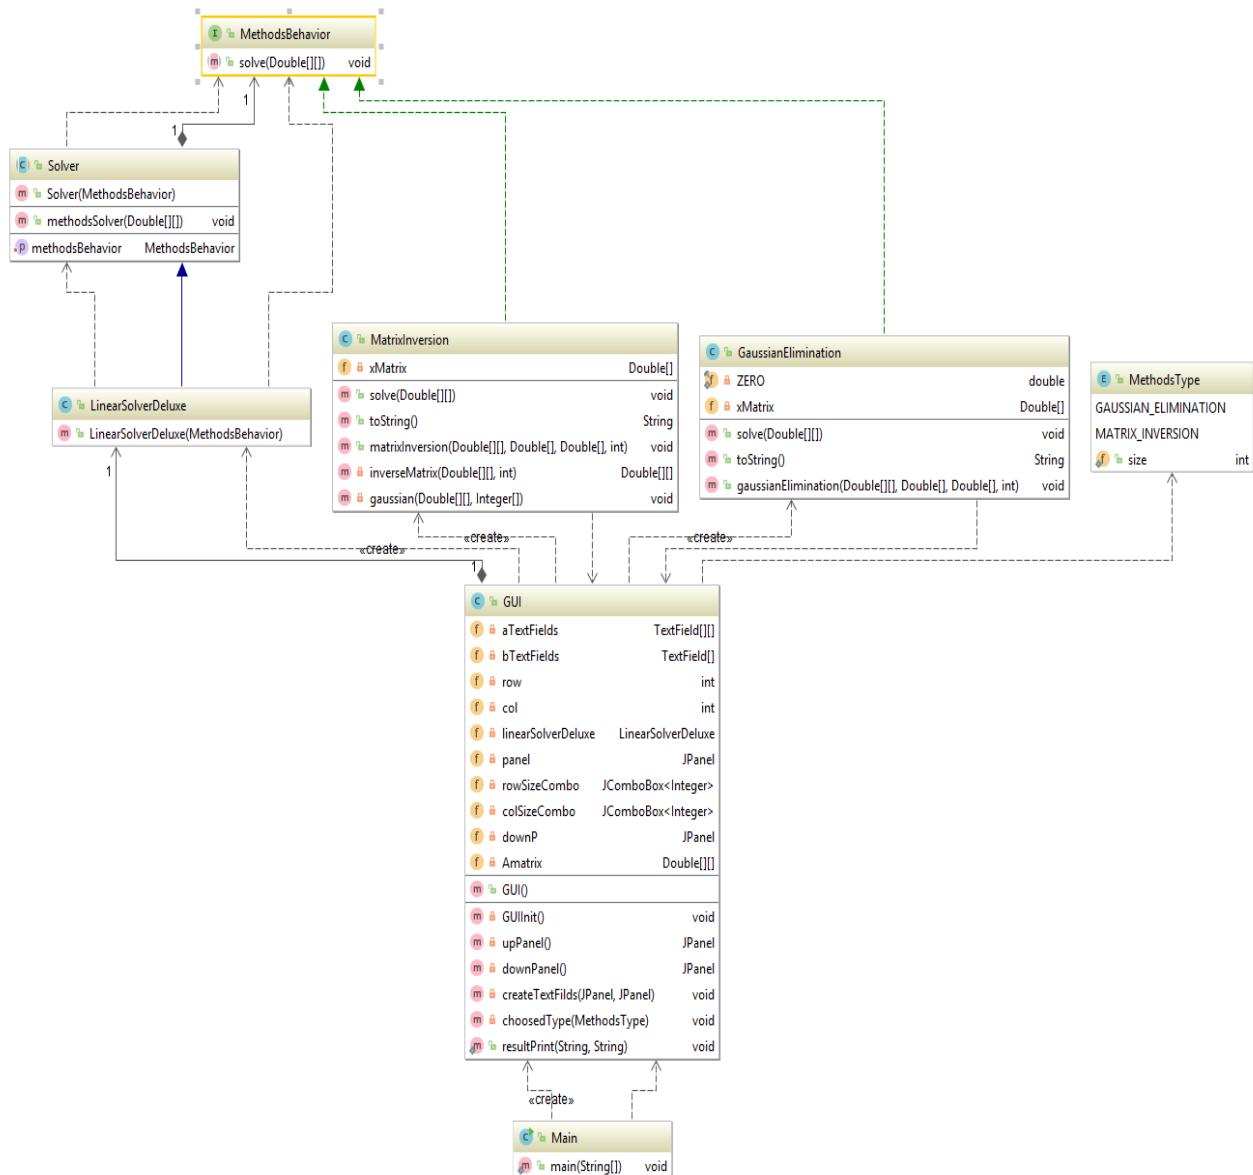 MethodsBehavior
solve(Double[][]) void
1
1
Solver
Solver(MethodsBehavior)
methodsSolver(Double[][]) void
methodsBehavior MethodsBehavior
LinearSolverDeluxe
LinearSolverDeluxe(MethodsBehavior)
MatrixInversion
xMatrix Double[]
solve(Double[][]) void
toString() String
matrixInversion(Double[][], Double[], Double[], int) void
inverseMatrix(Double[][], int) Double[][]
gaussian(Double[][], Integer[]) void
GaussianElimination
ZERO double
xMatrix Double[]
solve(Double[][]) void
toString() String
gaussianElimination(Double[][], Double[], Double[], int) void
MethodsType
GAUSSIAN_ELIMINATION
MATRIX_INVERSION
size int
1
«create»
«create»
«create»
1
GUI
aTextFields TextField[][]
bTextFields TextField[]
row int
col int
linearSolverDeluxe LinearSolverDeluxe
panel JPanel
rowSizeCombo JComboBox<Integer>
colSizeCombo JComboBox<Integer>
downP JPanel
Amatrix Double[][]
GUI()
GUIInit() void
upPanel() JPanel
downPanel() JPanel
createTextFilds(JPanel, JPanel) void
choosedType(MethodsType) void
resultPrint(String, String) void
«create»
Main
main(String[]) void